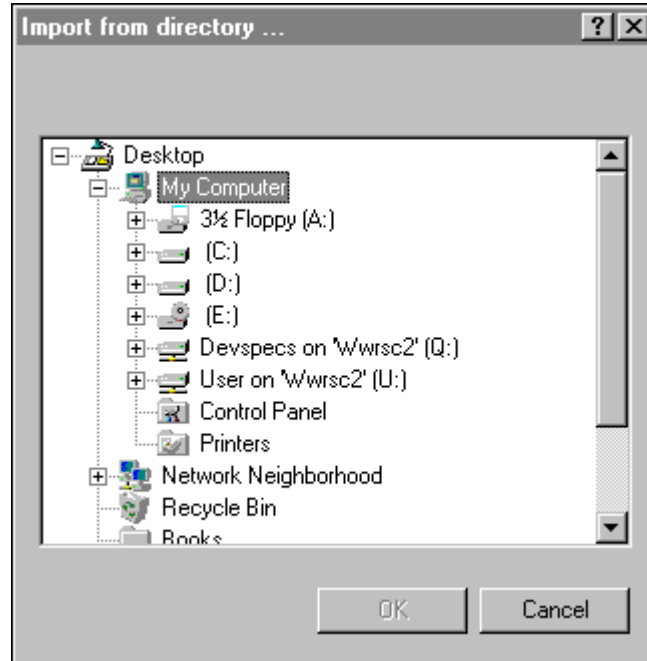 Import from directory ...
Desktop
My Computer
3½ Floppy (A:)
(C:)
(D:)
(E:)
Devspecs on 'Wwrsc2' (Q:)
User on 'Wwrsc2' (U:)
Control Panel
Printers
Network Neighborhood
Recycle Bin
Books
OK
Cancel